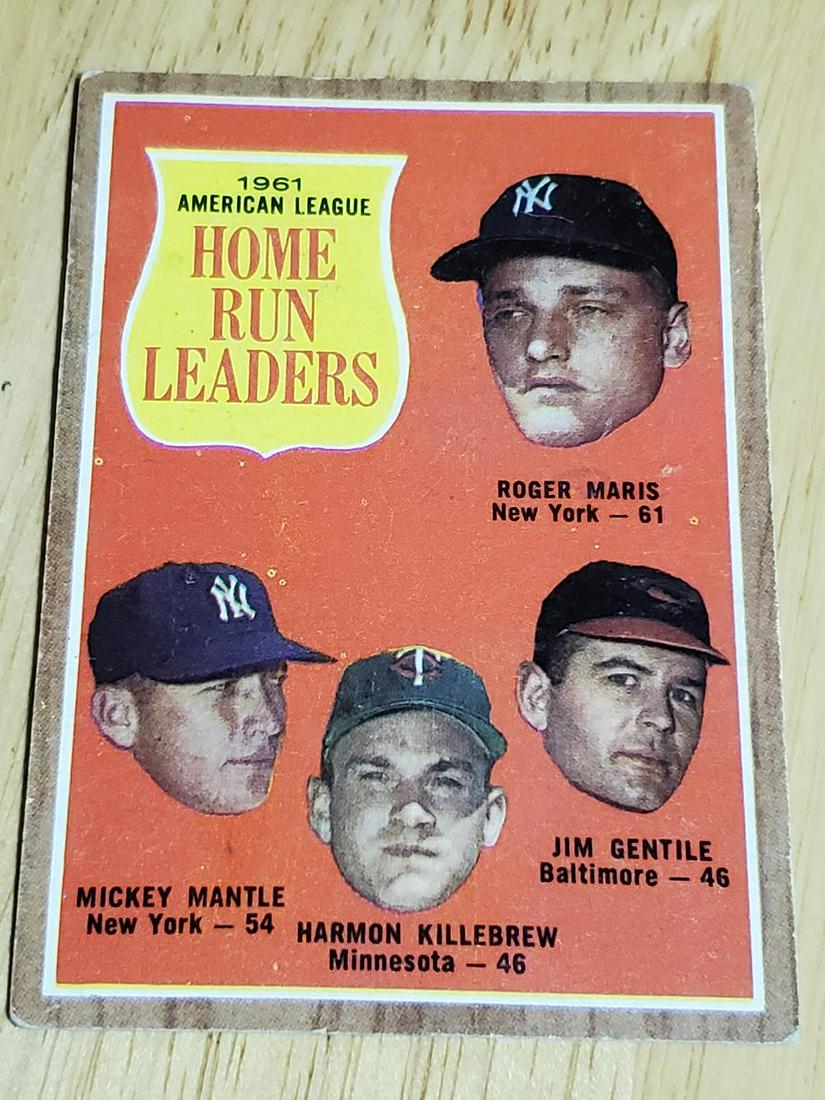 1961
AMERICAN LEAGUE
HOME
RUN
LEADERS
NY
ROGER MARIS
New York — 61
NY
MICKEY MANTLE
New York — 54
TC
HARMON KILLEBREW
Minnesota — 46
JIM GENTILE
Baltimore — 46